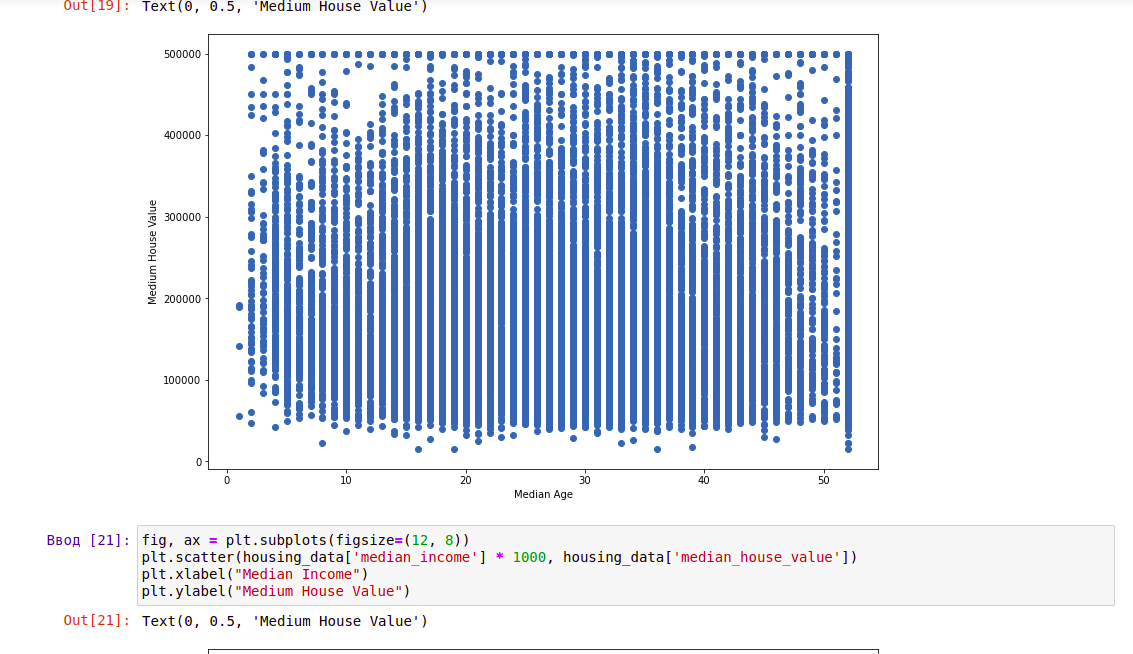 Out[19]: Text(0, 0.5, 'Medium House Value')
500000
400000
300000
200000
100000
0
Medium House Value
0 10 20 30 40 50
Median Age
Ввод [21]: fig, ax = plt.subplots(figsize=(12, 8))
plt.scatter(housing_data['median_income'] * 1000, housing_data['median_house_value'])
plt.xlabel("Median Income")
plt.ylabel("Medium House Value")
Out[21]: Text(0, 0.5, 'Medium House Value')